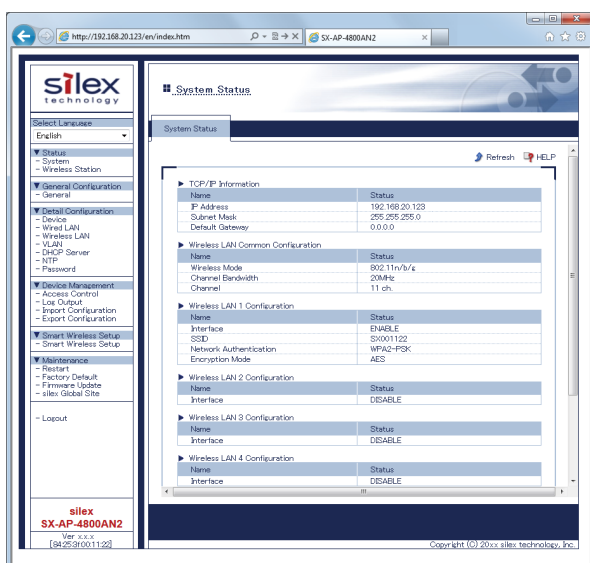 http://192.168.20.123/en/index.htm
SX-AP-4800AN2
silex
technology
Select Language
English
▼ Status
- System
- Wireless Station
▼ General Configuration
- General
▼ Detail Configuration
- Device
- Wired LAN
- Wireless LAN
- VLAN
- DHCP Server
- NTP
- Password
▼ Device Management
- Access Control
- Log Output
- Import Configuration
- Export Configuration
▼ Smart Wireless Setup
- Smart Wireless Setup
▼ Maintenance
- Restart
- Factory Default
- Firmware Update
- silex Global Site
- Logout
silex
SX-AP-4800AN2
Ver x.x.x
[84:25:3f:00:11:22]
System Status
System Status
Refresh HELP
▶ TCP/IP Information
Name Status
IP Address 192.168.20.123
Subnet Mask 255.255.255.0
Default Gateway 0.0.0.0
▶ Wireless LAN Common Configuration
Name Status
Wireless Mode 802.11n/b/g
Channel Bandwidth 20MHz
Channel 11 ch.
▶ Wireless LAN 1 Configuration
Name Status
Interface ENABLE
SSID SX001122
Network Authentication WPA2-PSK
Encryption Mode AES
▶ Wireless LAN 2 Configuration
Name Status
Interface DISABLE
▶ Wireless LAN 3 Configuration
Name Status
Interface DISABLE
▶ Wireless LAN 4 Configuration
Name Status
Interface DISABLE
Copyright (C) 20xx silex technology, Inc.